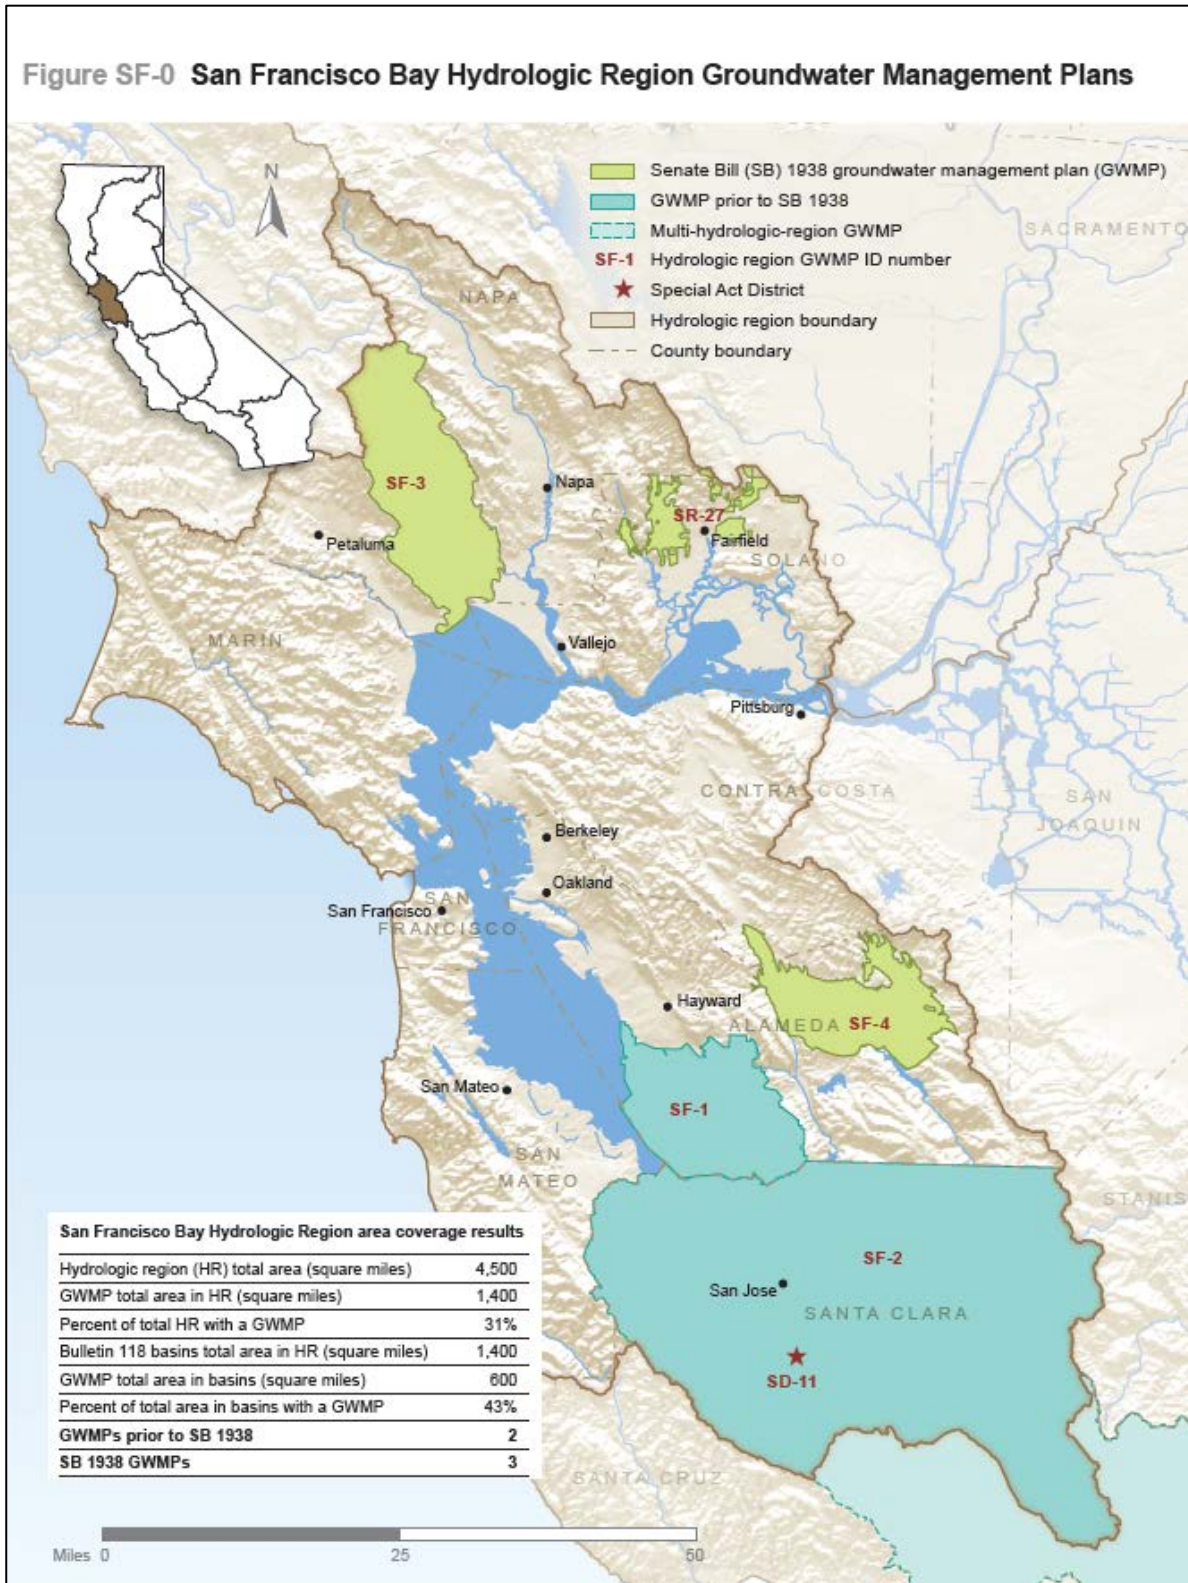 Figure SF-0 San Francisco Bay Hydrologic Region Groundwater Management Plans
N
Senate Bill (SB) 1938 groundwater management plan (GWMP)
GWMP prior to SB 1938
Multi-hydrologic-region GWMP
SF-1 Hydrologic region GWMP ID number
Special Act District
Hydrologic region boundary
County boundary
SACRAMENTO
NAPA
SF-3
Napa
SR-27
Petaluma
Fairfield
SOLANO
MARIN
Vallejo
Pittsburg
CONTRA COSTA
SAN
JOAQUIN
Berkeley
Oakland
San Francisco
SAN
FRANCISCO
Hayward
ALAMEDA
SF-4
San Mateo
SF-1
SAN
MATEO
STANIS
SF-2
San Jose
SANTA CLARA
SD-11
San Francisco Bay Hydrologic Region area coverage results
Hydrologic region (HR) total area (square miles) 4,500
GWMP total area in HR (square miles) 1,400
Percent of total HR with a GWMP 31%
Bulletin 118 basins total area in HR (square miles) 1,400
GWMP total area in basins (square miles) 600
Percent of total area in basins with a GWMP 43%
GWMPs prior to SB 1938 2
SB 1938 GWMPs 3
SANTA CRUZ
Miles 0 25 50